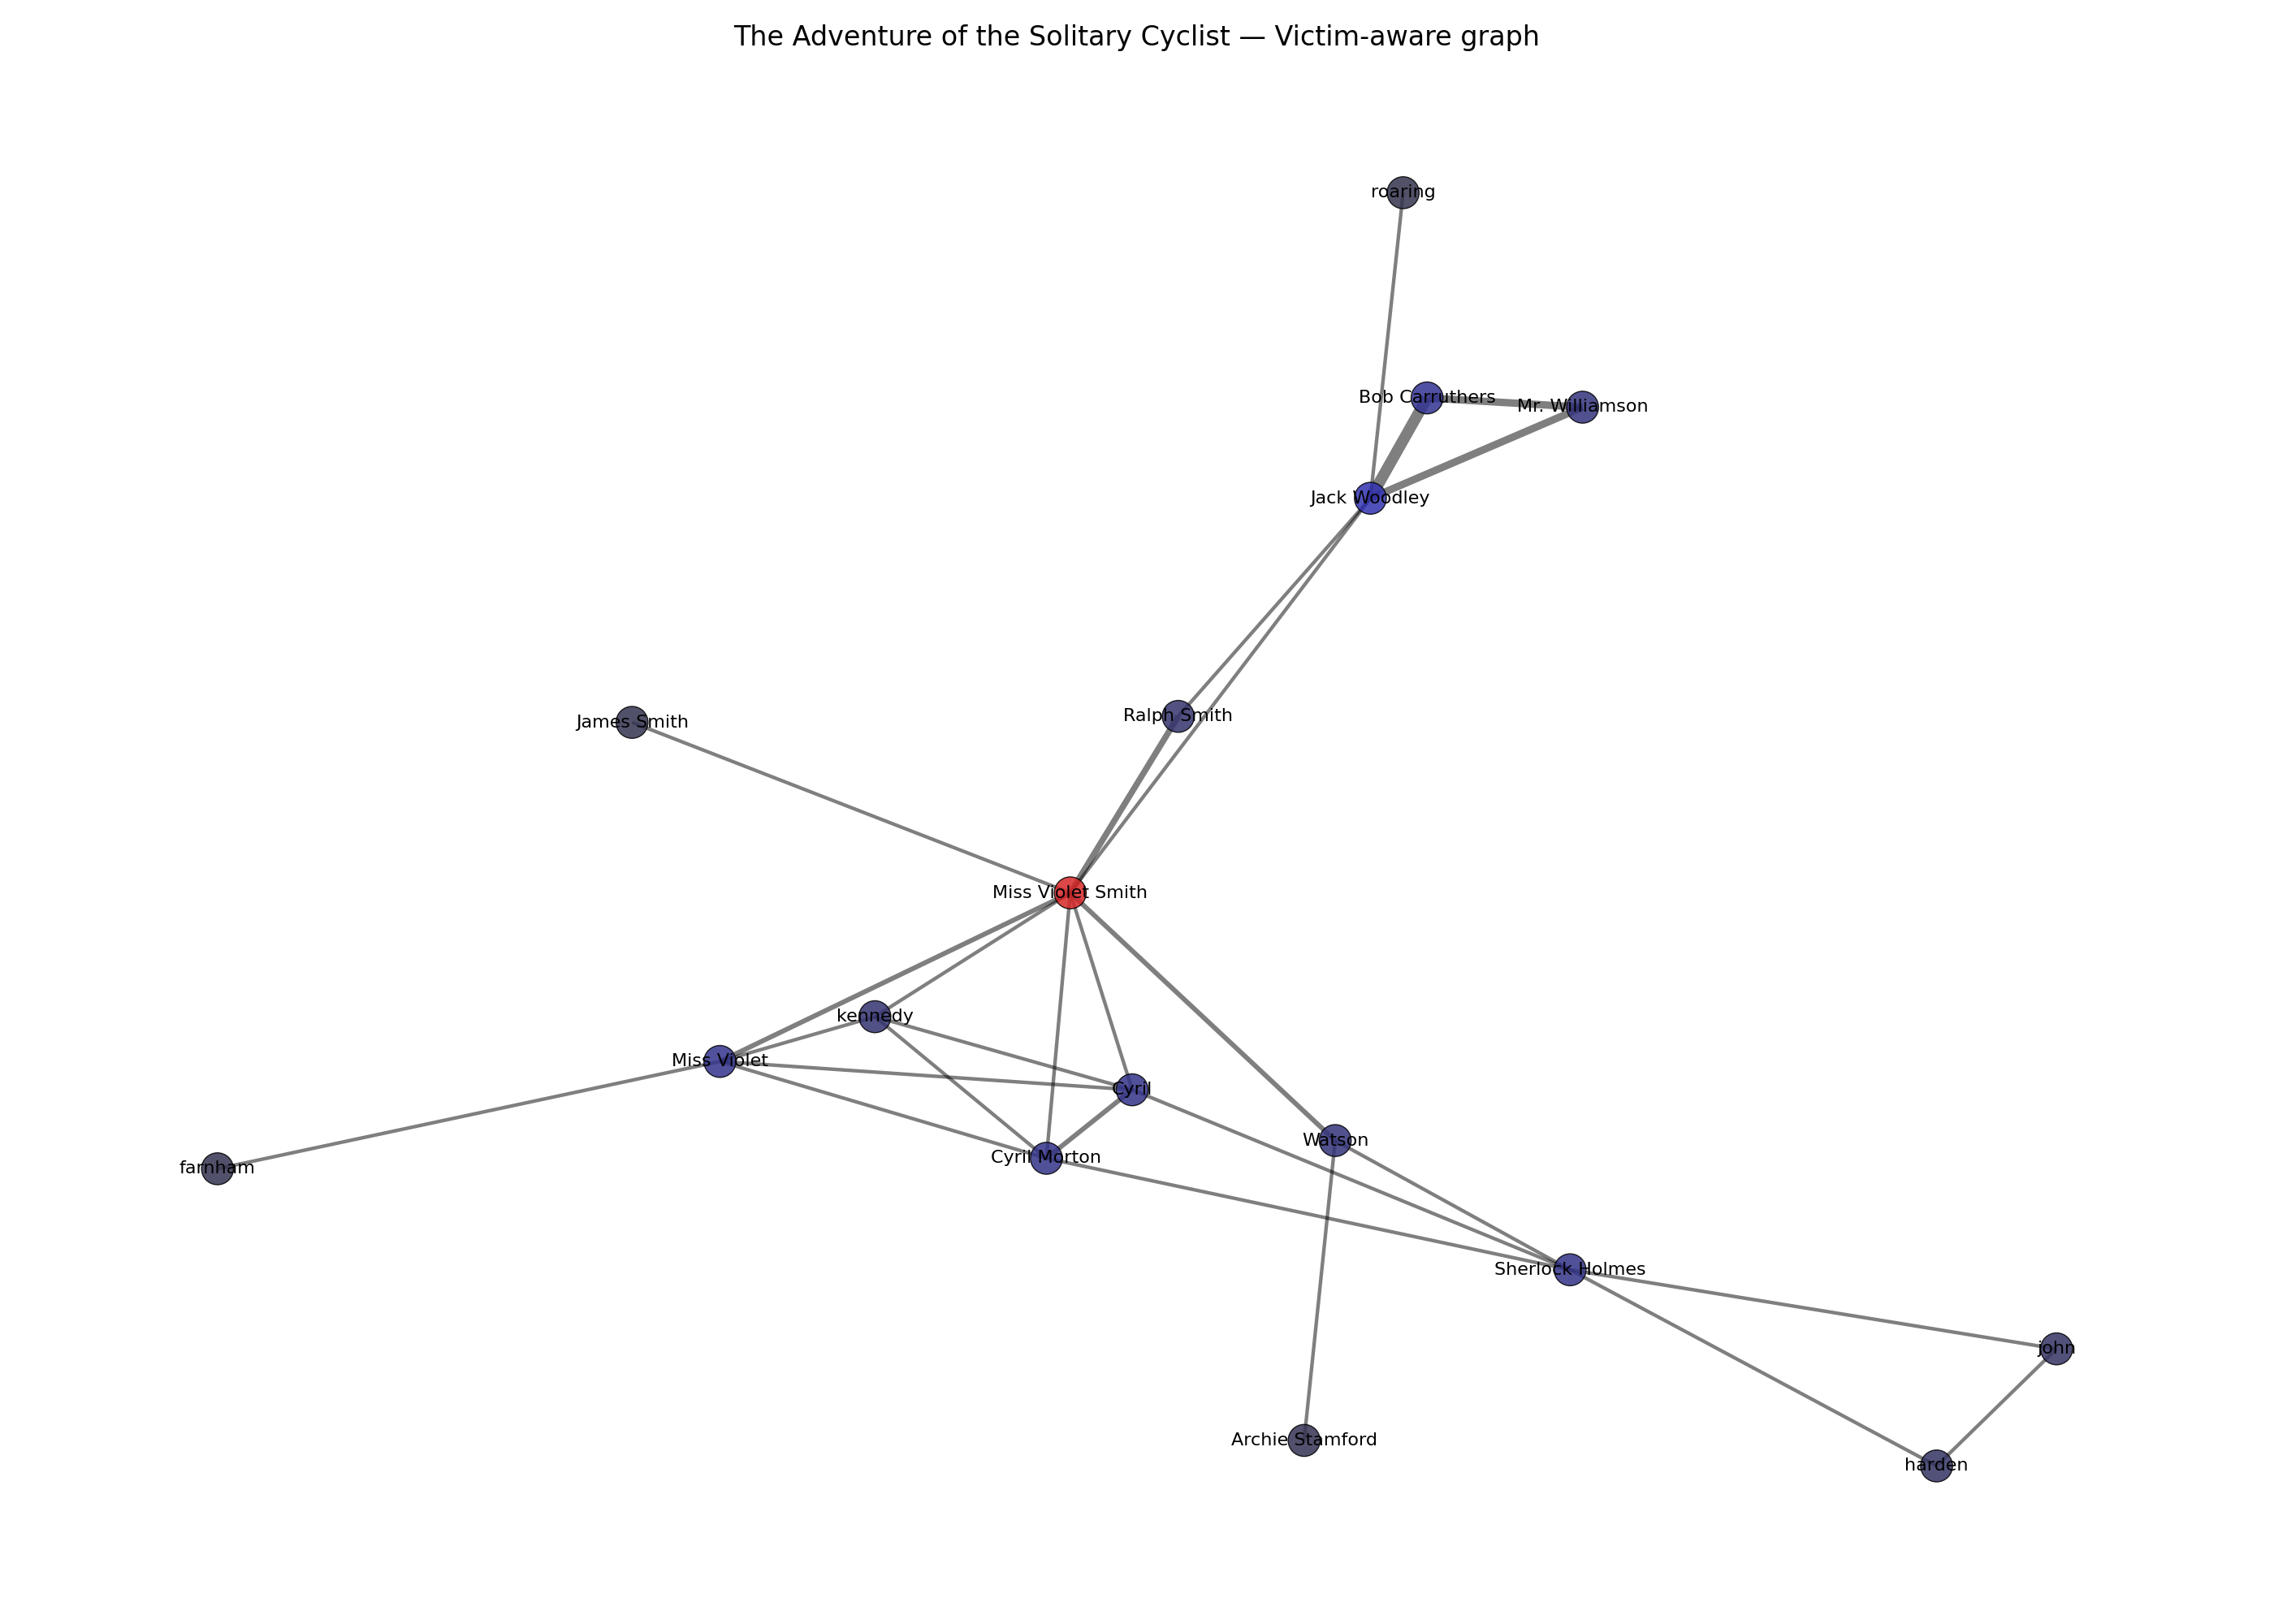 The Adventure of the Solitary Cyclist — Victim-aware graph
roaring
Bob Carruthers
Mr. Williamson
Jack Woodley
Ralph Smith
James Smith
Miss Violet Smith
kennedy
Miss Violet
Cyril
Watson
Cyril Morton
farnham
Sherlock Holmes
john
Archie Stamford
harden